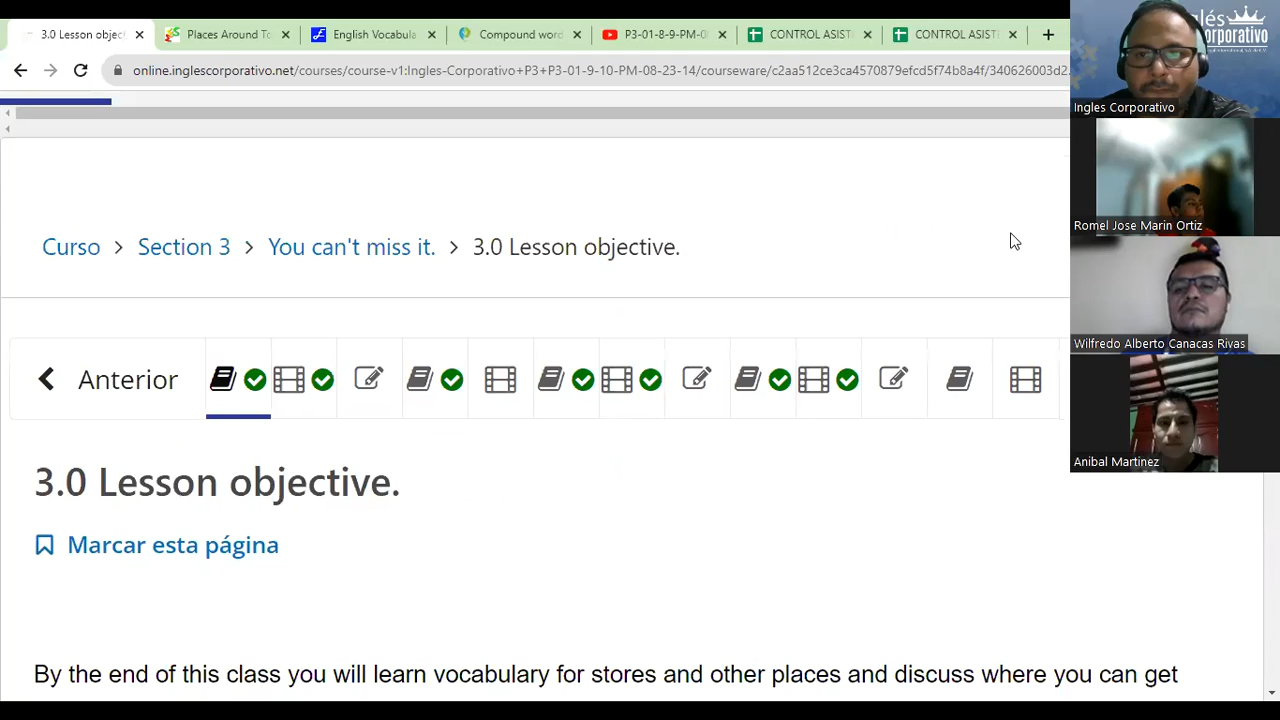 3.0 Lesson objec
Places Around To
English Vocabula
Compound word
P3-01-8-9-PM-0
CONTROL ASIST
CONTROL ASIST
online.inglescorporativo.net/courses/course-v1:Ingles-Corporativo+P3+P3-01-9-10-PM-08-23-14/courseware/c2aa2f2ce3ca4570879efcd5f74b8a4f/340626003d2
Inglés
Corporativo
Ingles Corporativo
Romel Jose Marin Ortiz
Wilfredo Alberto Canacas Rivas
Anibal Martinez
Curso > Section 3 > You can't miss it. > 3.0 Lesson objective.
Anterior
3.0 Lesson objective.
Marcar esta página
By the end of this class you will learn vocabulary for stores and other places and discuss where you can get